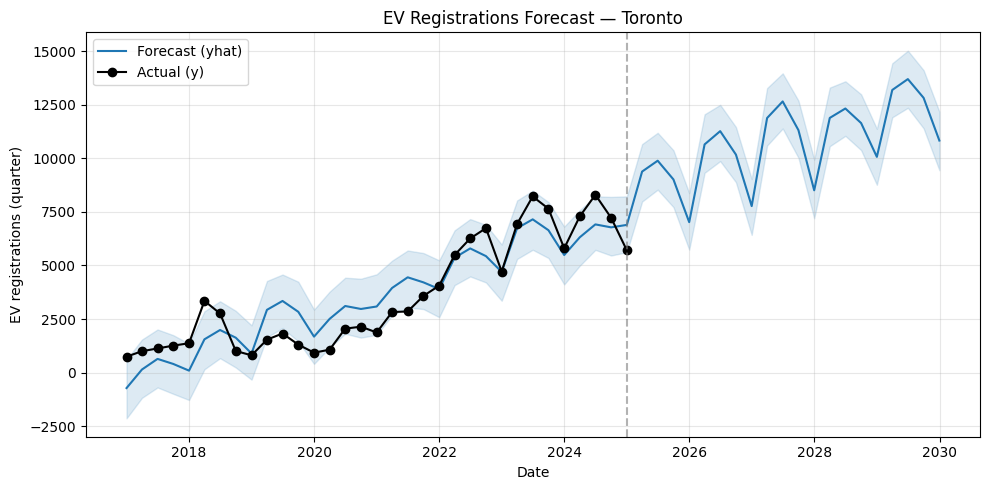 EV Registrations Forecast — Toronto
Forecast (yhat)
Actual (y)
15000
12500
10000
7500
5000
2500
0
−2500
EV registrations (quarter)
2018 2020 2022 2024 2026 2028 2030
Date